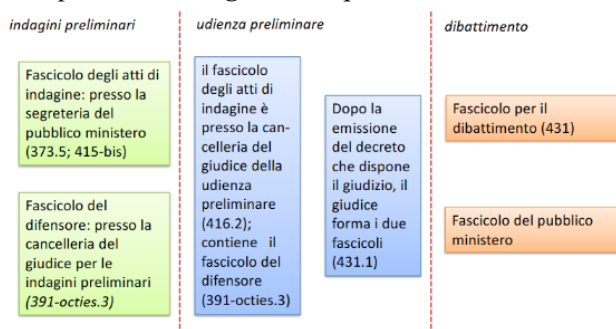 indagini preliminari
udienza preliminare
dibattimento
Fascicolo degli atti di
indagine: presso la
segreteria del
pubblico ministero
(373.5; 415-bis)
Fascicolo del
difensore: presso la
cancelleria del
giudice per le
indagini preliminari
(391-octies.3)
il fascicolo
degli atti di
indagine è
presso la can-
celleria del
giudice della
udienza
preliminare
(416.2);
contiene il
fascicolo del
difensore
(391-octies.3)
Dopo la
emissione
del decreto
che dispone
il giudizio, il
giudice
forma i due
fascicoli
(431.1)
Fascicolo per il
dibattimento (431)
Fascicolo del pubblico
ministero